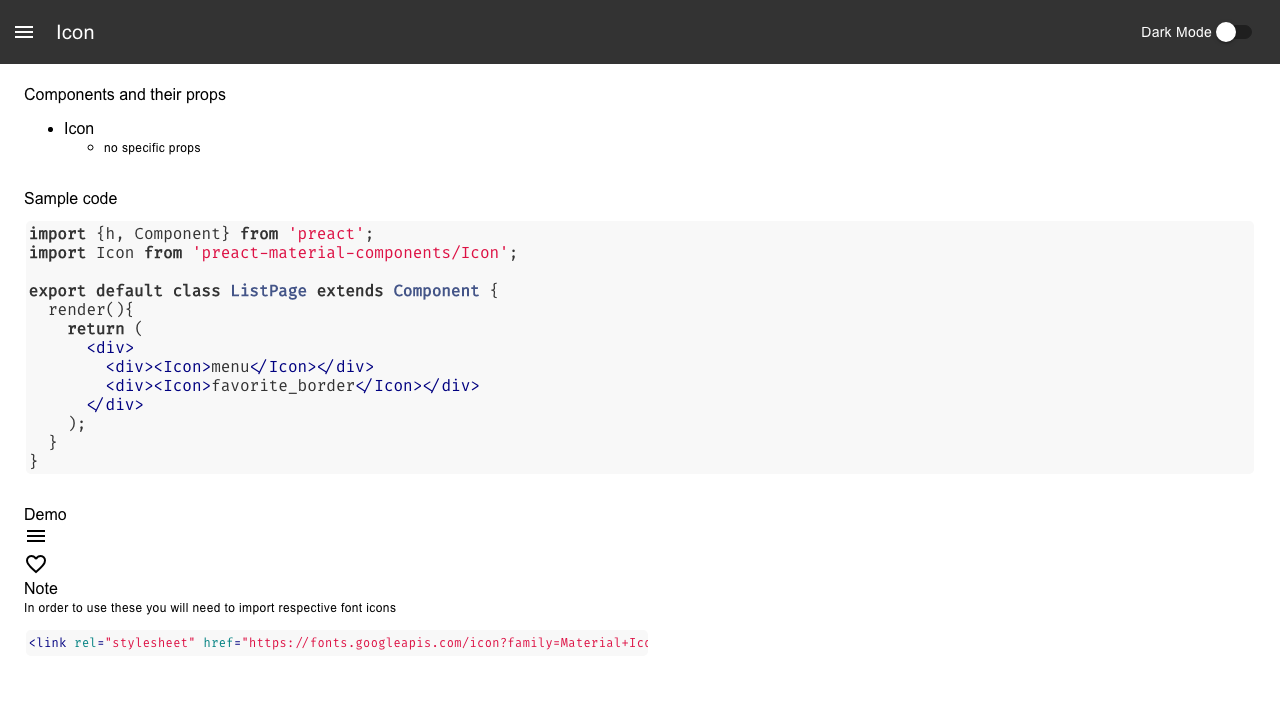 Icon
Dark Mode
Components and their props
Icon
no specific props
Sample code
import {h, Component} from 'preact';
import Icon from 'preact-material-components/Icon';
export default class ListPage extends Component {
render(){
return (
<div>
<div><Icon>menu</Icon></div>
<div><Icon>favorite_border</Icon></div>
</div>
);
}
}
Demo
Note
In order to use these you will need to import respective font icons
<link rel="stylesheet" href="https://fonts.googleapis.com/icon?family=Material+Ico